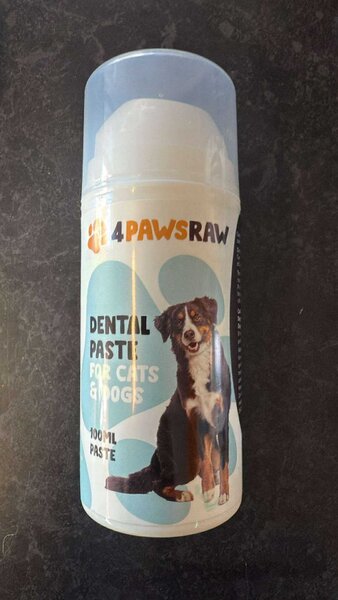 4PAWSRAW
DENTAL
PASTE
FOR CATS
& DOGS
100ML
PASTE